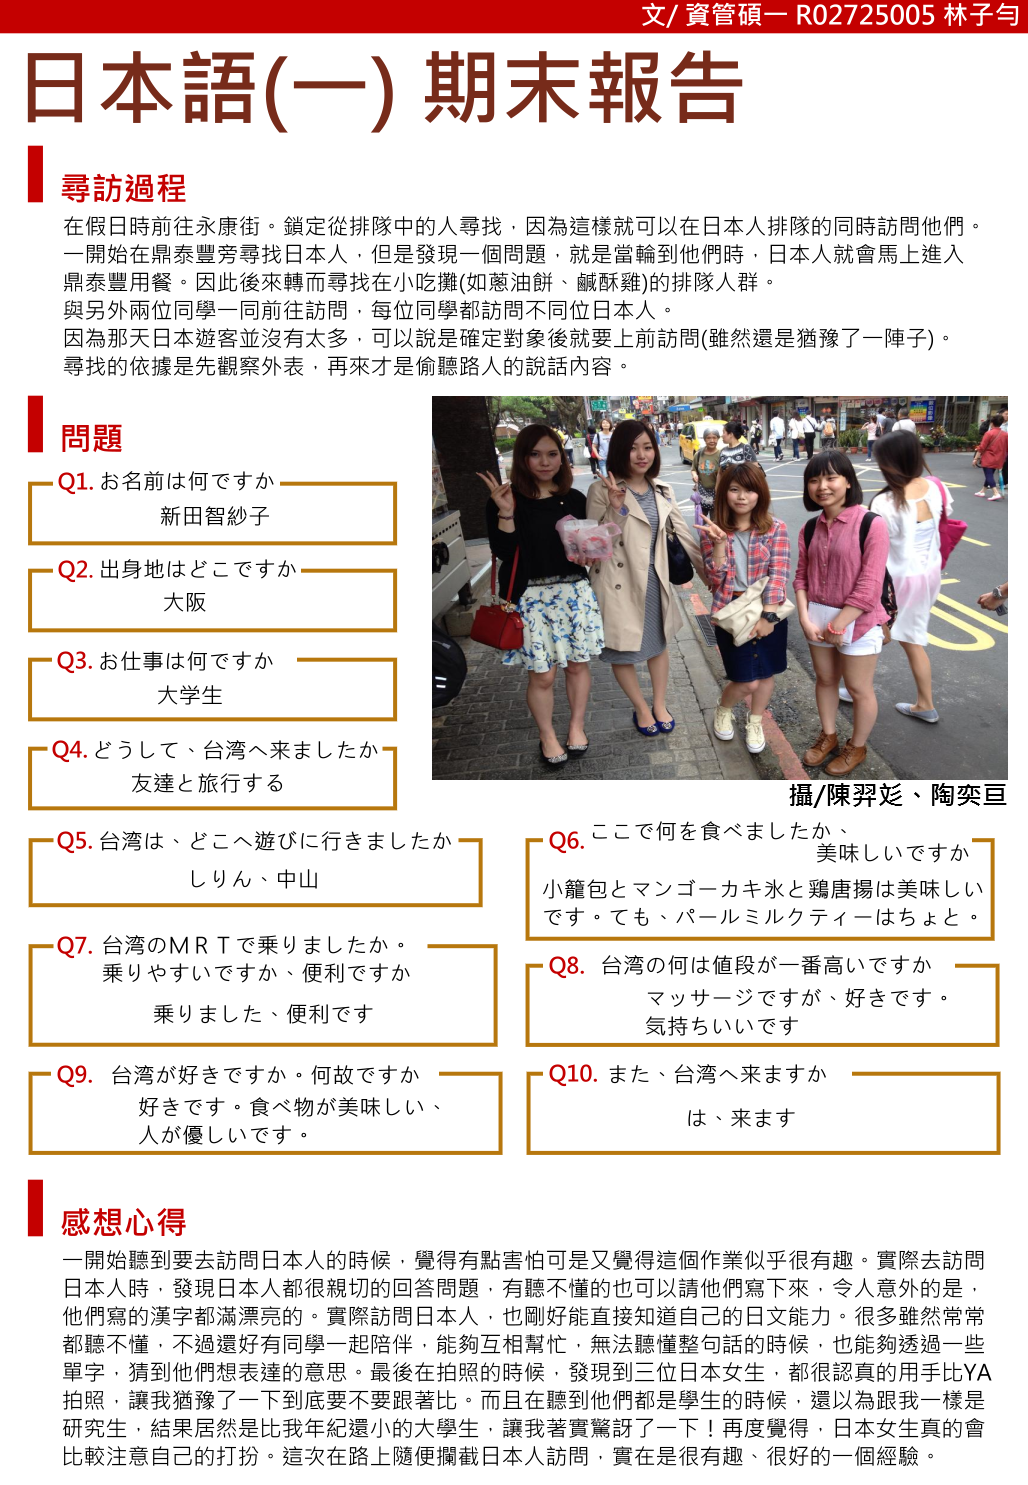 文/ 資管碩一 R02725005 林子勻
日本語(一) 期末報告
尋訪過程
在假日時前往永康街。鎖定從排隊中的人尋找，因為這樣就可以在日本人排隊的同時訪問他們。
一開始在鼎泰豐旁尋找日本人，但是發現一個問題，就是當輪到他們時，日本人就會馬上進入
鼎泰豐用餐。因此後來轉而尋找在小吃攤(如蔥油餅、鹹酥雞)的排隊人群。
與另外兩位同學一同前往訪問，每位同學都訪問不同位日本人。
因為那天日本遊客並沒有太多，可以說是確定對象後就要上前訪問(雖然還是猶豫了一陣子)。
尋找的依據是先觀察外表，再來才是偷聽路人的說話內容。
問題
Q1. お名前は何ですか
新田智紗子
Q2. 出身地はどこですか
大阪
Q3. お仕事は何ですか
大学生
Q4. どうして、台湾へ来ましたか
友達と旅行する
攝/陳羿彣、陶奕亘
Q5. 台湾は、どこへ遊びに行きましたか
しりん、中山
Q6. ここで何を食べましたか、
美味しいですか
小籠包とマンゴーカキ氷と鶏唐揚は美味しい
です。ても、パールミルクティーはちょと。
Q7. 台湾のＭＲＴで乗りましたか。
乗りやすいですか、便利ですか
乗りました、便利です
Q8. 台湾の何は値段が一番高いですか
マッサージですが、好きです。
気持ちいいです
Q9. 台湾が好きですか。何故ですか
好きです。食べ物が美味しい、
人が優しいです。
Q10. また、台湾へ来ますか
は、来ます
感想心得
一開始聽到要去訪問日本人的時候，覺得有點害怕可是又覺得這個作業似乎很有趣。實際去訪問
日本人時，發現日本人都很親切的回答問題，有聽不懂的也可以請他們寫下來，令人意外的是，
他們寫的漢字都滿漂亮的。實際訪問日本人，也剛好能直接知道自己的日文能力。很多雖然常常
都聽不懂，不過還好有同學一起陪伴，能夠互相幫忙，無法聽懂整句話的時候，也能夠透過一些
單字，猜到他們想表達的意思。最後在拍照的時候，發現到三位日本女生，都很認真的用手比YA
拍照，讓我猶豫了一下到底要不要跟著比。而且在聽到他們都是學生的時候，還以為跟我一樣是
研究生，結果居然是比我年紀還小的大學生，讓我著實驚訝了一下！再度覺得，日本女生真的會
比較注意自己的打扮。這次在路上隨便攔截日本人訪問，實在是很有趣、很好的一個經驗。